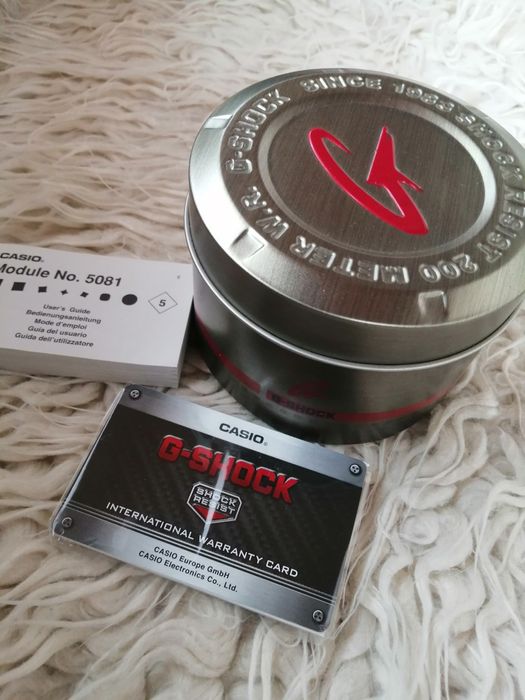 G-SHOCK SINCE 1983 SHOCK RESIST 200 METER W.R.
G-SHOCK
CASIO.
Module No. 5081
5
User's Guide
Bedienungsanleitung
Mode d'emploi
Guía del usuario
Guida dell'utilizzatore
CASIO®
G-SHOCK
SHOCK
RESIST
INTERNATIONAL WARRANTY CARD
CASIO Europe GmbH
CASIO Electronics Co., Ltd.